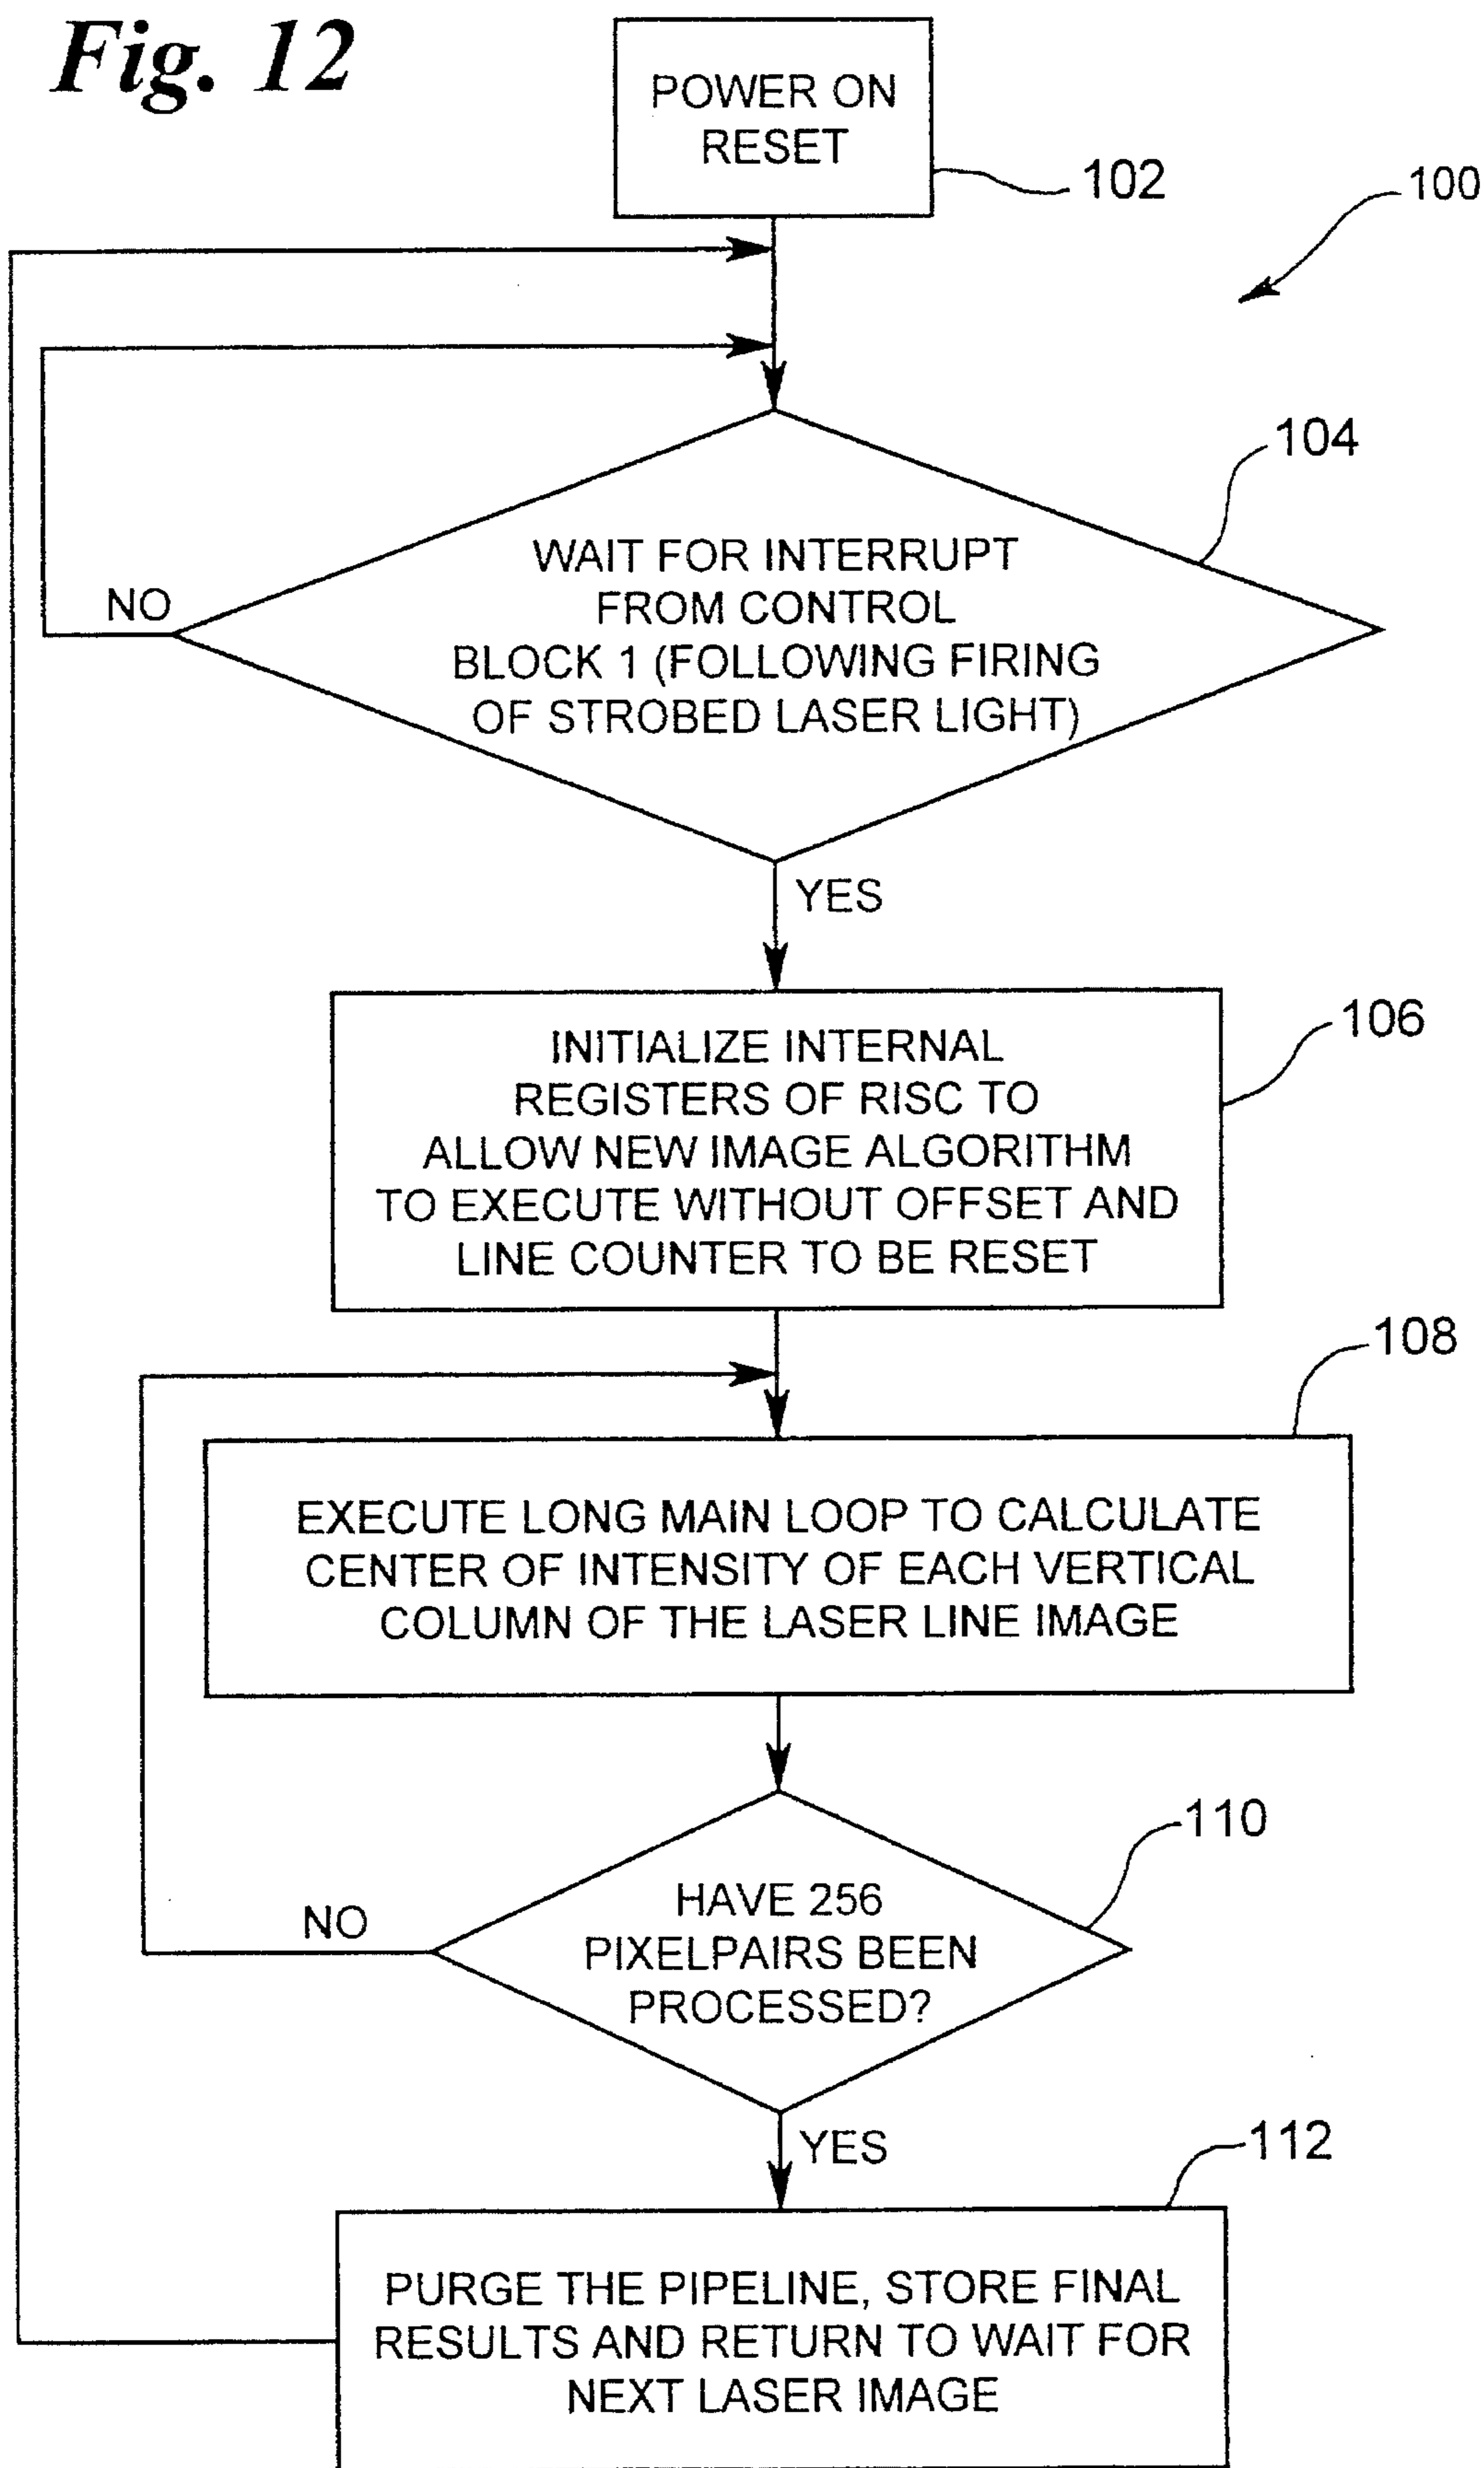 Fig. 12
POWER ON
RESET
102
100
104
WAIT FOR INTERRUPT
FROM CONTROL
BLOCK 1 (FOLLOWING FIRING
OF STROBED LASER LIGHT)
NO
YES
106
INITIALIZE INTERNAL
REGISTERS OF RISC TO
ALLOW NEW IMAGE ALGORITHM
TO EXECUTE WITHOUT OFFSET AND
LINE COUNTER TO BE RESET
108
EXECUTE LONG MAIN LOOP TO CALCULATE
CENTER OF INTENSITY OF EACH VERTICAL
COLUMN OF THE LASER LINE IMAGE
110
HAVE 256
PIXELPAIRS BEEN
PROCESSED?
NO
YES
112
PURGE THE PIPELINE, STORE FINAL
RESULTS AND RETURN TO WAIT FOR
NEXT LASER IMAGE